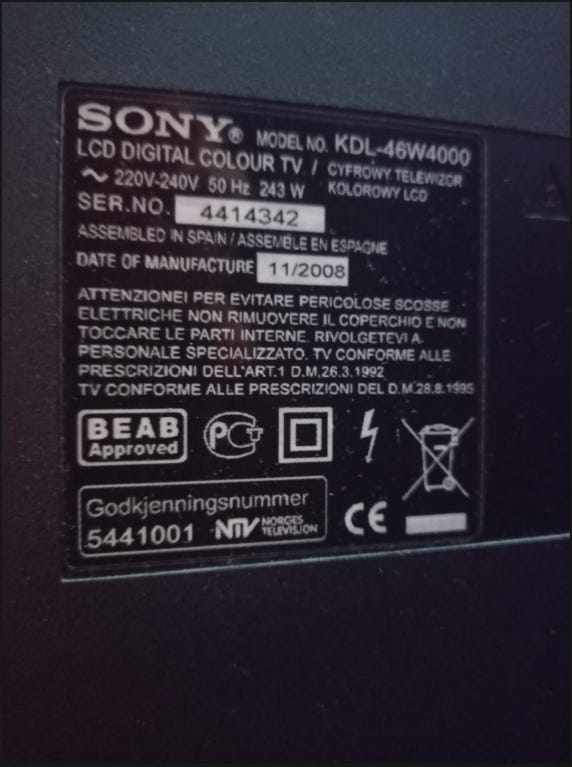 SONY® MODEL NO. KDL-46W4000
LCD DIGITAL COLOUR TV / CYFROWY TELEWIZOR
KOLOROWY LCD
~ 220V-240V 50 Hz 243 W
SER.NO. 4414342
ASSEMBLED IN SPAIN / ASSEMBLE EN ESPAGNE
DATE OF MANUFACTURE 11/2008
ATTENZIONEI PER EVITARE PERICOLOSE SCOSSE
ELETTRICHE NON RIMUOVERE IL COPERCHIO E NON
TOCCARE LE PARTI INTERNE. RIVOLGETEVI A
PERSONALE SPECIALIZZATO. TV CONFORME ALLE
PRESCRIZIONI DELL'ART.1 D.M.26.3.1992
TV CONFORME ALLE PRESCRIZIONI DEL D.M.28.8.1995
BEAB
Approved
PCT
Godkjenningsnummer
5441001 NTV NORGES
TELEVISJON
CE